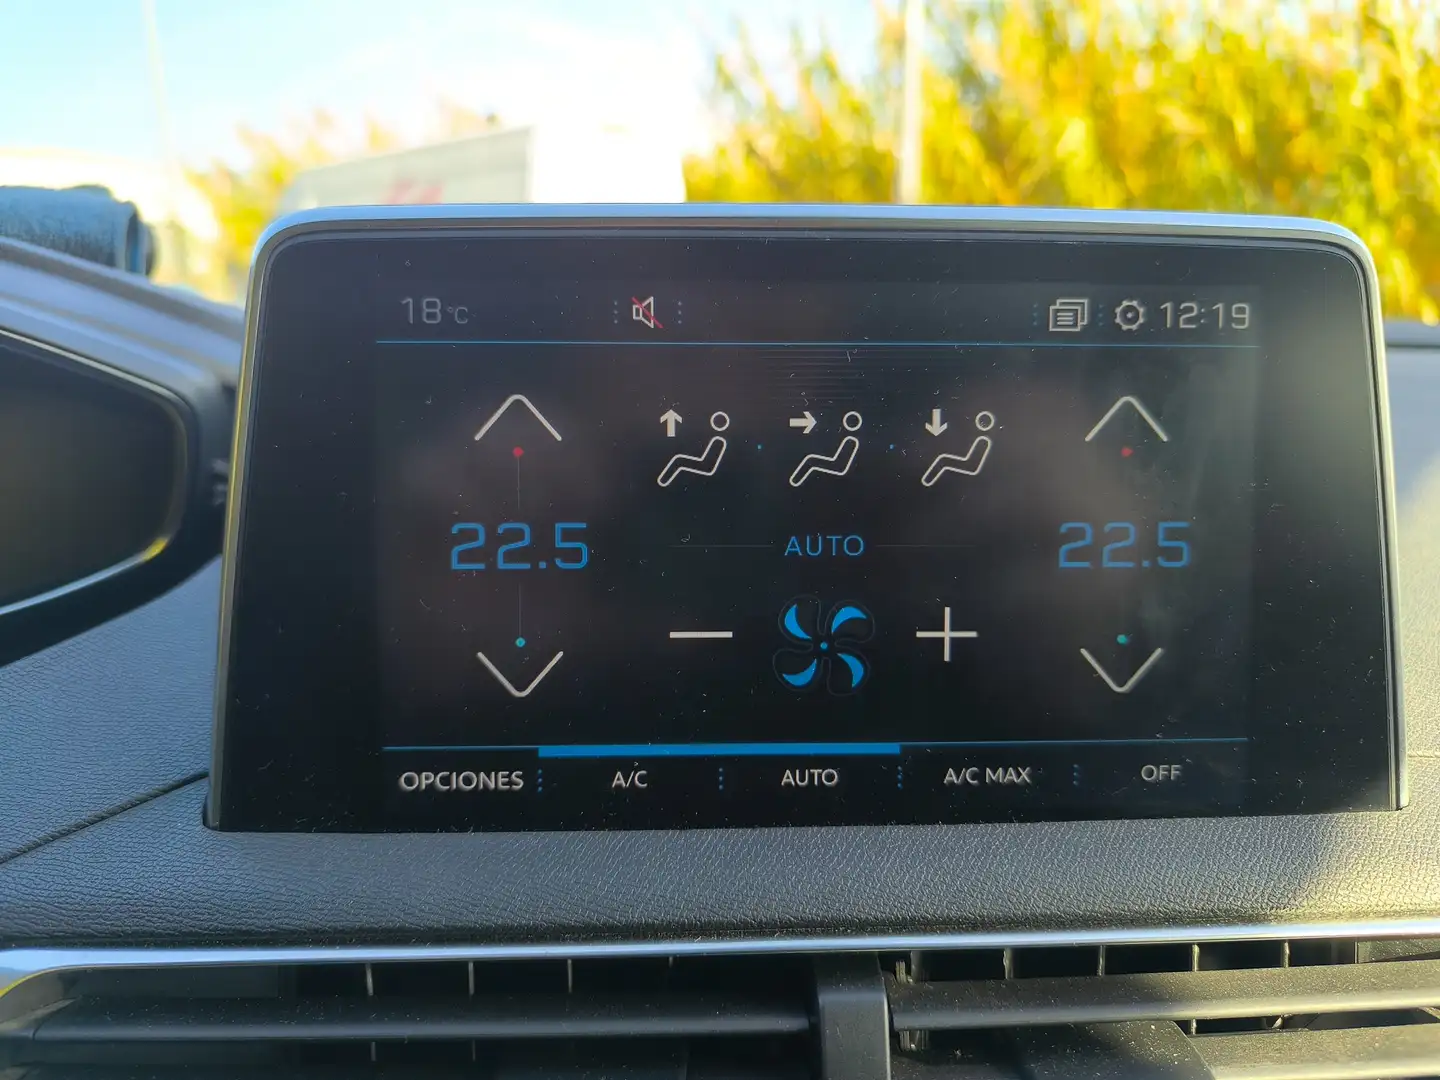 18°C 12:19
22.5 AUTO 22.5
OPCIONES A/C AUTO A/C MAX OFF